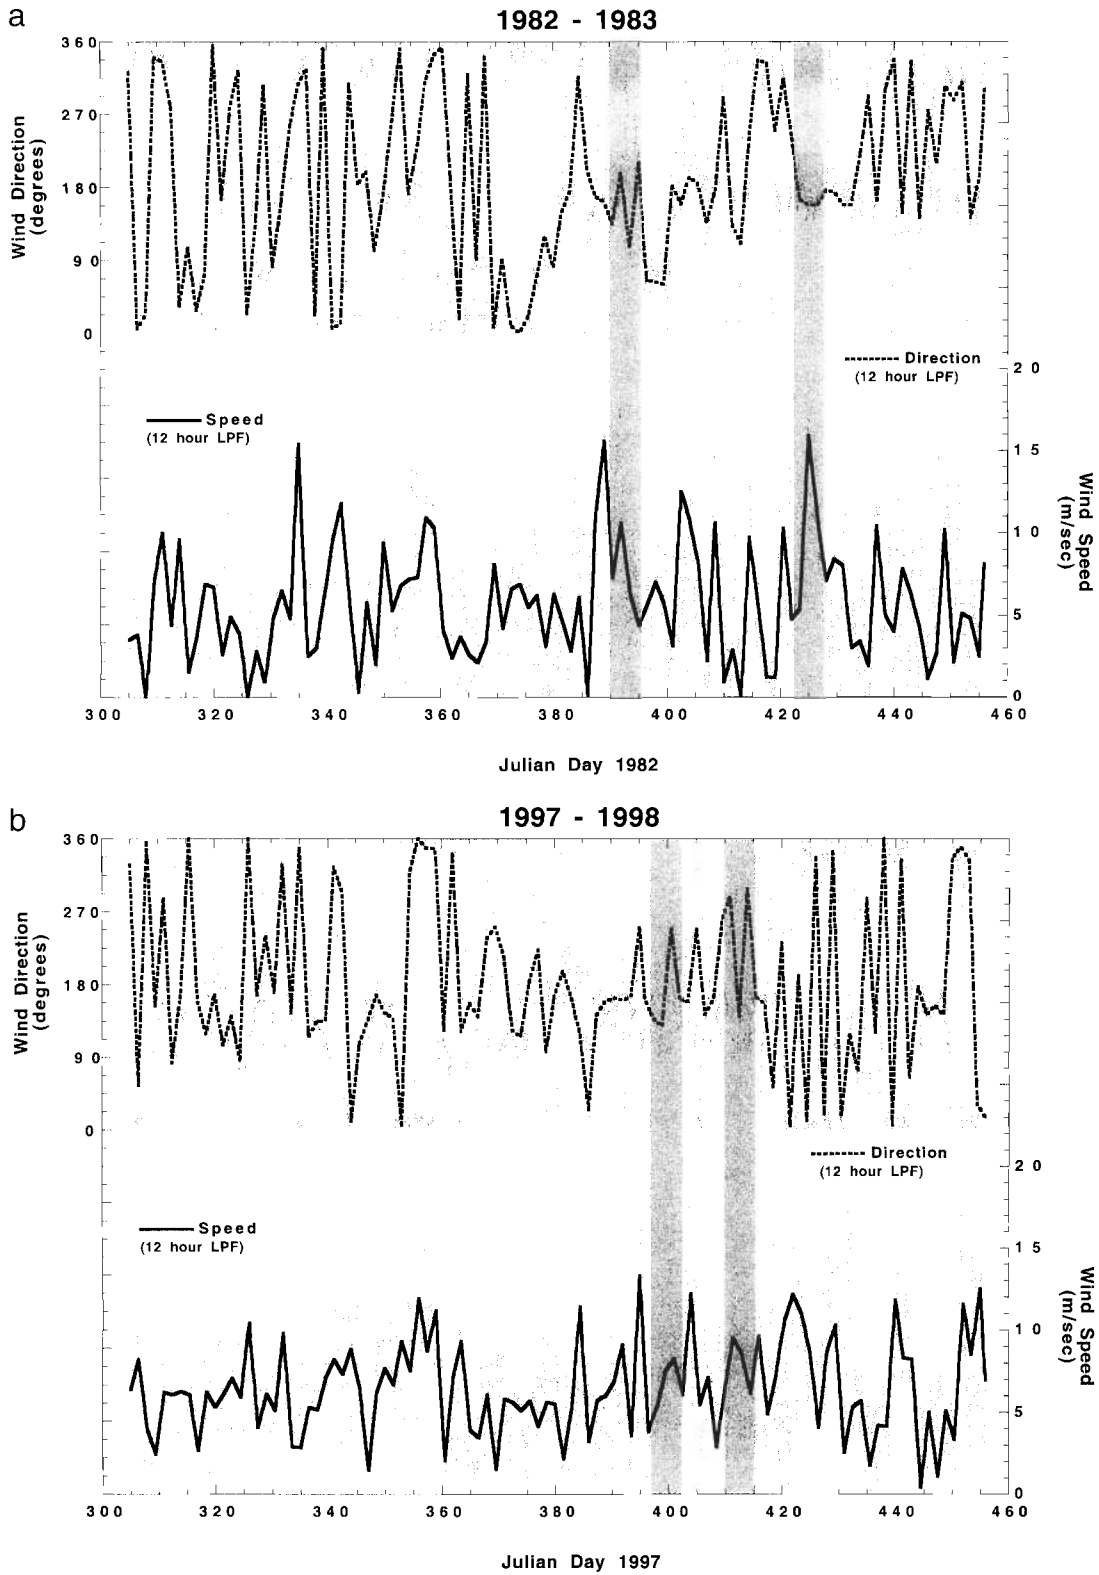 a
1982 - 1983
360
270
180
90
0
Wind Direction
(degrees)
Direction
(12 hour LPF)
Speed
(12 hour LPF)
20
15
10
5
0
Wind Speed
(m/sec)
300 320 340 360 380 400 420 440 460
Julian Day 1982
b
1997 - 1998
360
270
180
90
0
Wind Direction
(degrees)
Direction
(12 hour LPF)
Speed
(12 hour LPF)
20
15
10
5
0
Wind Speed
(m/sec)
300 320 340 360 380 400 420 440 460
Julian Day 1997